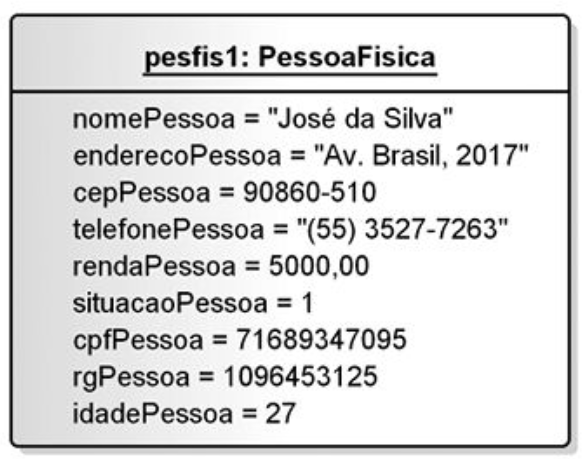 pesfis1: PessoaFisica
nomePessoa = "José da Silva"
enderecoPessoa = "Av. Brasil, 2017"
cepPessoa = 90860-510
telefonePessoa = "(55) 3527-7263"
rendaPessoa = 5000,00
situacaoPessoa = 1
cpfPessoa = 71689347095
rgPessoa = 1096453125
idadePessoa = 27